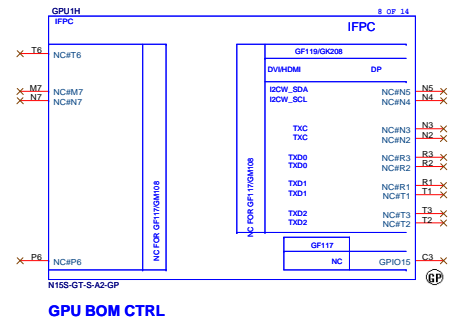 GPU1H
8 OF 14
IFPC
IFPC
T6
NC#T6
GF119/GK208
DVI/HDMI
DP
M7
NC#M7
N7
NC#N7
I2CW_SDA
I2CW_SCL
NC#N5
N5
NC#N4
N4
TXC
TXC
NC#N3
N3
NC#N2
N2
TXD0
TXD0
NC#R3
R3
NC#R2
R2
TXD1
TXD1
NC#R1
R1
NC#T1
T1
TXD2
TXD2
NC#T3
T3
NC#T2
T2
NC FOR GF117/GM108
NC FOR GF117/GM108
GF117
NC
P6
NC#P6
GPIO15
C3
GP
N15S-GT-S-A2-GP
GPU BOM CTRL